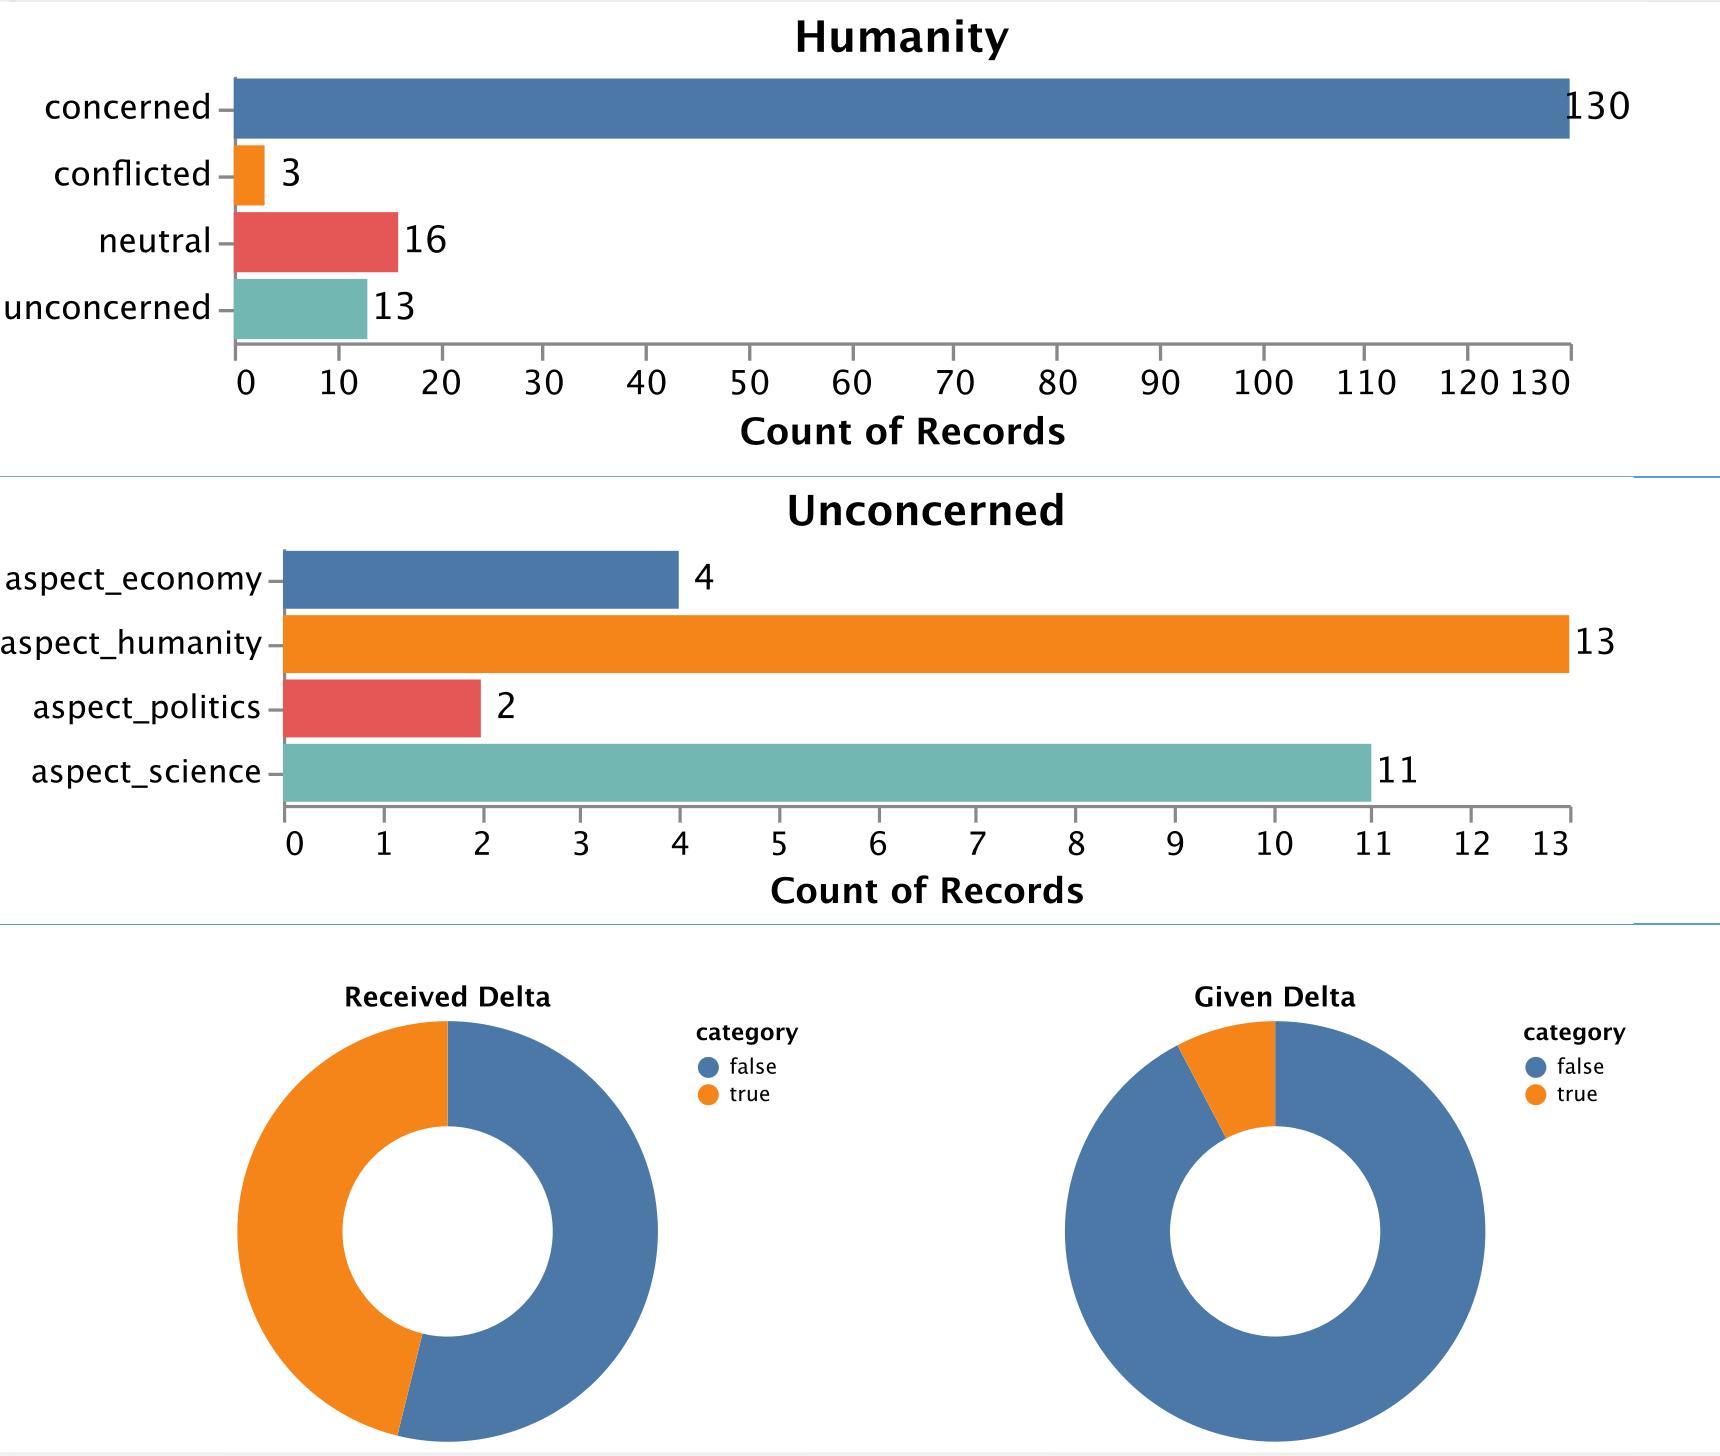 Humanity
concerned 130
conflicted 3
neutral 16
unconcerned 13
0 10 20 30 40 50 60 70 80 90 100 110 120 130
Count of Records
Unconcerned
aspect_economy 4
aspect_humanity 13
aspect_politics 2
aspect_science 11
0 1 2 3 4 5 6 7 8 9 10 11 12 13
Count of Records
Received Delta
category
false
true
Given Delta
category
false
true